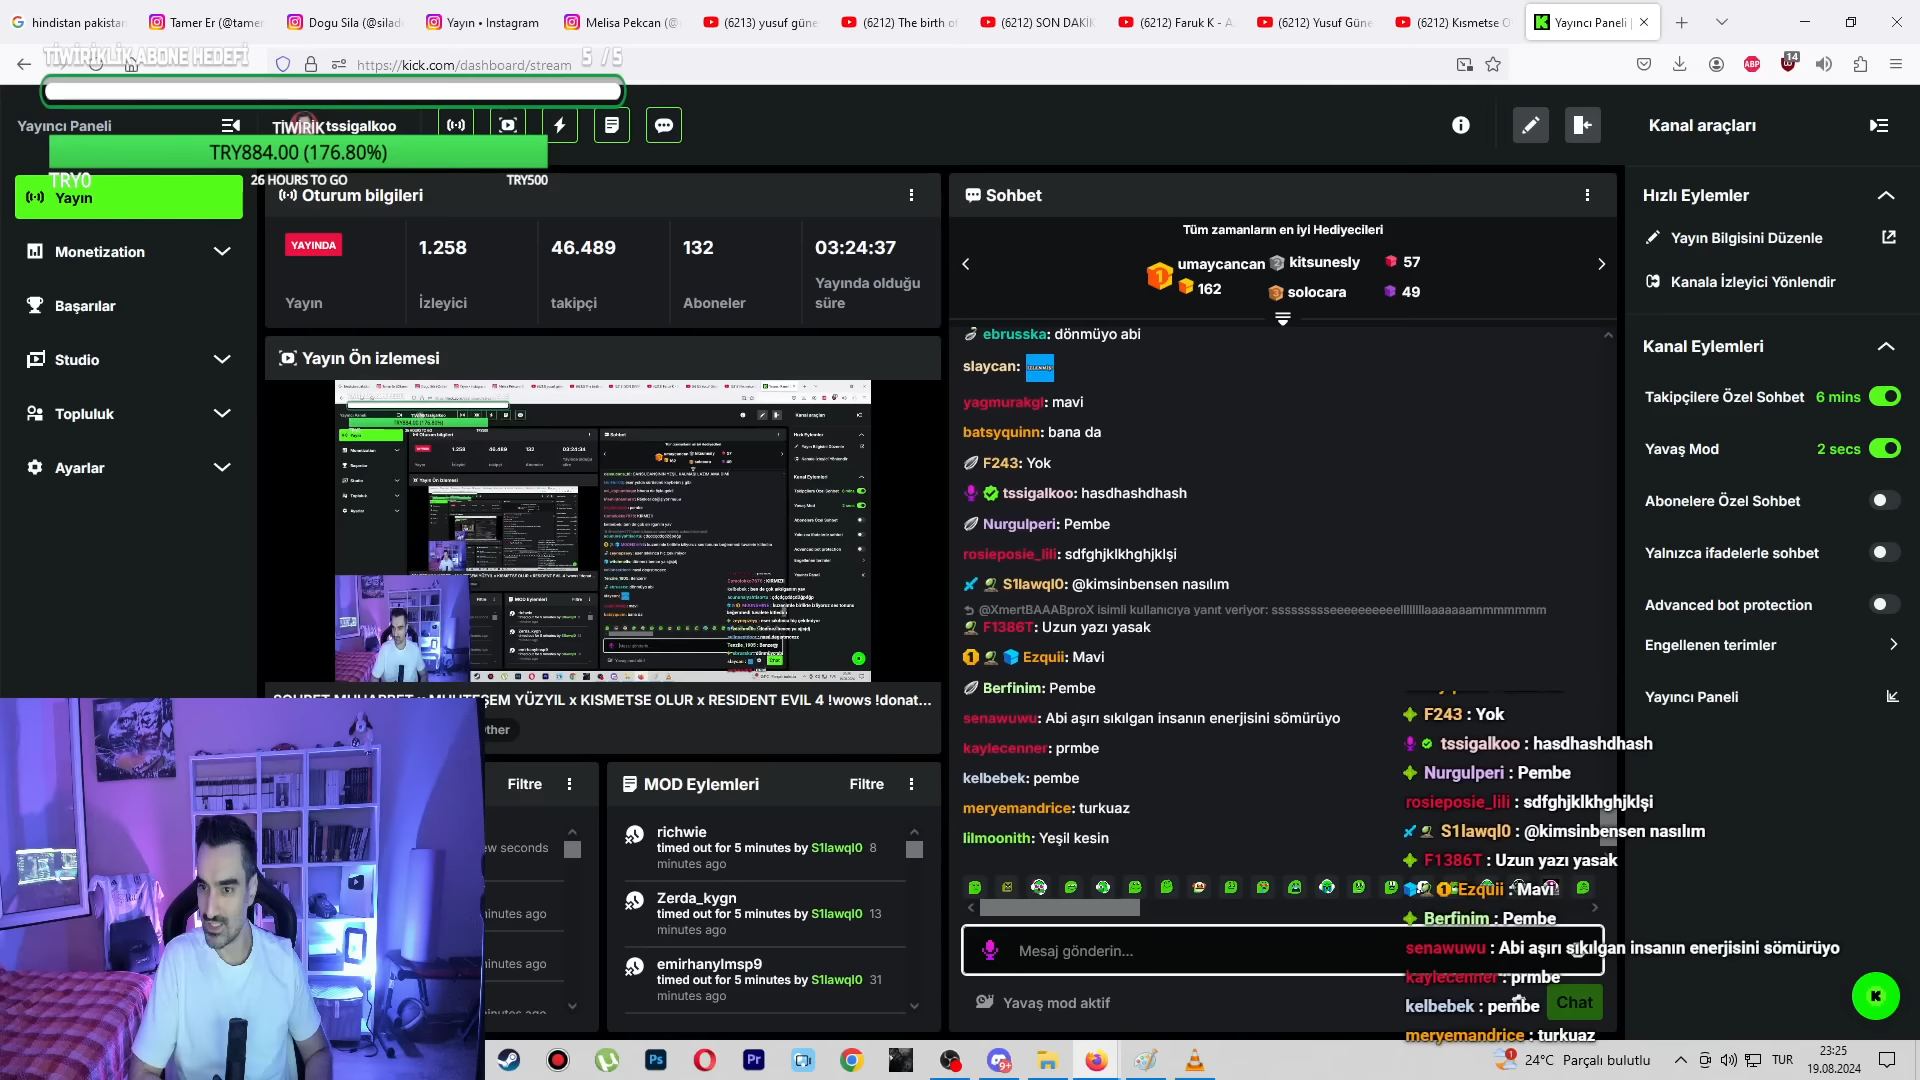 hindistan pakistan
Tamer Er (@tamer
Dogu Sila (@silad
Yayın • Instagram
Melisa Pekcan (@
(6213) yusuf güne
(6212) The birth of
(6212) SON DAKİK
(6212) Faruk K - A
(6212) Yusuf Güne
(6212) Kısmetse O
Yayıncı Paneli |
TİWİRİKLİK ABONE HEDEFİ
5 / 5
https://kick.com/dashboard/stream
ABP
14
Yayıncı Paneli
TİWİRİK
tssigalkoo
Kanal araçları
TRY884.00 (176.80%)
TRY0
26 HOURS TO GO
TRY500
Yayın
Monetization
Başarılar
Studio
Topluluk
Ayarlar
Oturum bilgileri
YAYINDA
Yayın
1.258
İzleyici
46.489
takipçi
132
Aboneler
03:24:37
Yayında olduğu
süre
Yayın Ön izlemesi
EM YÜZYIL x KISMETSE OLUR x RESIDENT EVIL 4 !wows !donat...
Filtre
ew seconds
MOD Eylemleri
Filtre
richwie
timed out for 5 minutes by S1lawql0 8
minutes ago
Zerda_kygn
timed out for 5 minutes by S1lawql0 13
minutes ago
emirhanylmsp9
timed out for 5 minutes by S1lawql0 31
minutes ago
Sohbet
Tüm zamanların en iyi Hediyecileri
umaycancan
162
kitsunesly
57
solocara
49
ebrusska: dönmüyo abi
slaycan:
yagmurakgl: mavi
batsyquinn: bana da
F243: Yok
tssigalkoo: hasdhashdhash
Nurgulperi: Pembe
rosieposie_lili: sdfghjklkhghjklşi
S1lawql0: @kimsinbensen nasılım
@XmertBAAABproX isimli kullanıcıya yanıt veriyor: sssssssssseeeeeeeeeellllllllaaaaaaammmmmmm
F1386T: Uzun yazı yasak
Ezquii: Mavi
Berfinim: Pembe
senawuwu: Abi aşırı sıkılgan insanın enerjisini sömürüyo
kaylecenner: prmbe
kelbebek: pembe
meryemandrice: turkuaz
lilmoonith: Yeşil kesin
Mesaj gönderin...
Yavaş mod aktif
Chat
F243 : Yok
tssigalkoo : hasdhashdhash
Nurgulperi : Pembe
rosieposie_lili : sdfghjklkhghjklşi
S1lawql0 : @kimsinbensen nasılım
F1386T : Uzun yazı yasak
Ezquii : Mavi
Berfinim : Pembe
senawuwu : Abi aşırı sıkılgan insanın enerjisini sömürüyo
kaylecenner : prmbe
kelbebek : pembe
meryemandrice : turkuaz
Hızlı Eylemler
Yayın Bilgisini Düzenle
Kanala İzleyici Yönlendir
Kanal Eylemleri
Takipçilere Özel Sohbet 6 mins
Yavaş Mod 2 secs
Abonelere Özel Sohbet
Yalnızca ifadelerle sohbet
Advanced bot protection
Engellenen terimler
Yayıncı Paneli
24°C Parçalı bulutlu
TUR
23:25
19.08.2024